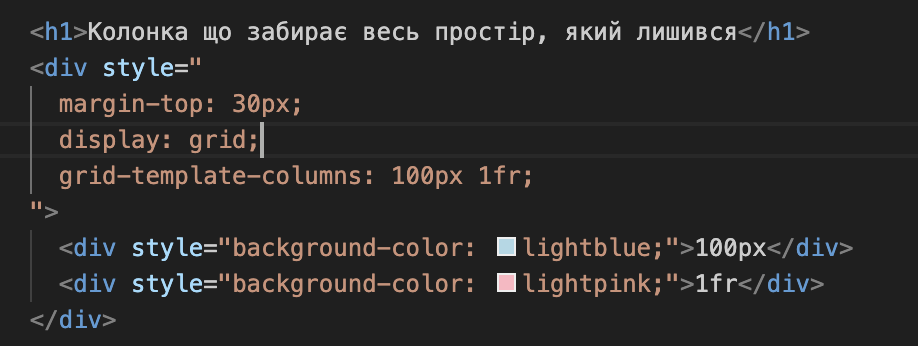 <h1>Колонка що забирає весь простір, який лишився</h1>
<div style="
margin-top: 30px;
display: grid;
grid-template-columns: 100px 1fr;
">
<div style="background-color: lightblue;">100px</div>
<div style="background-color: lightpink;">1fr</div>
</div>